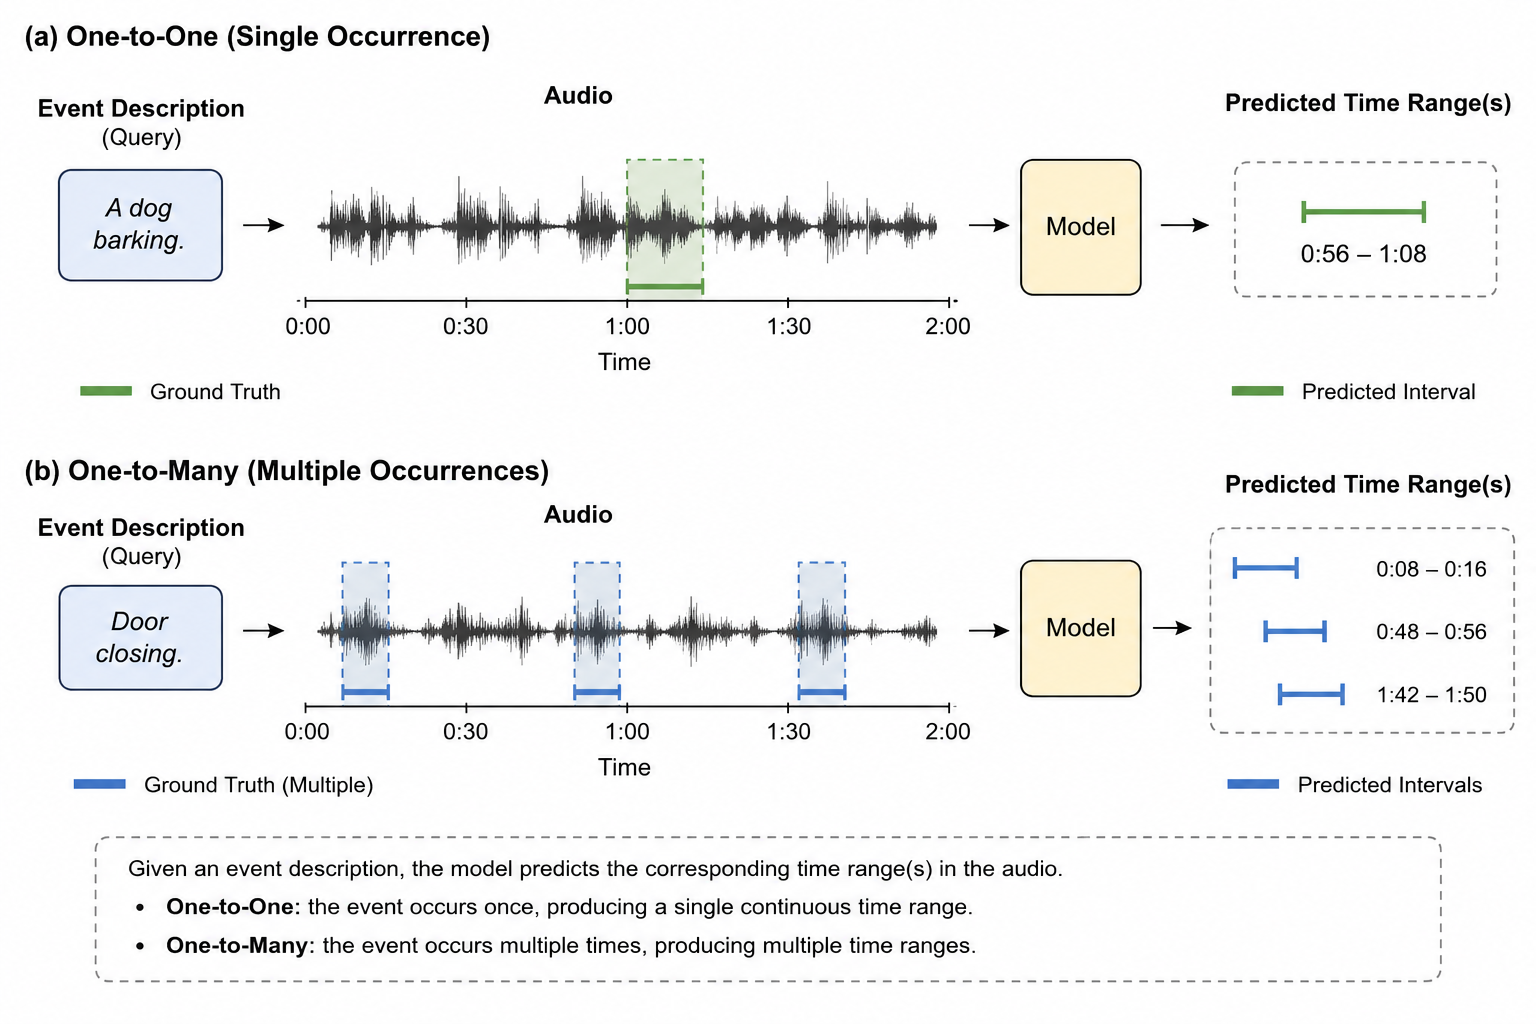 (a) One-to-One (Single Occurrence)
Event Description
(Query)
Audio
Predicted Time Range(s)
A dog
barking.
Model
0:56 – 1:08
0:00
0:30
1:00
1:30
2:00
Time
Ground Truth
Predicted Interval
(b) One-to-Many (Multiple Occurrences)
Event Description
(Query)
Audio
Predicted Time Range(s)
Door
closing.
Model
0:08 – 0:16
0:48 – 0:56
1:42 – 1:50
0:00
0:30
1:00
1:30
2:00
Time
Ground Truth (Multiple)
Predicted Intervals
Given an event description, the model predicts the corresponding time range(s) in the audio.
• One-to-One: the event occurs once, producing a single continuous time range.
• One-to-Many: the event occurs multiple times, producing multiple time ranges.